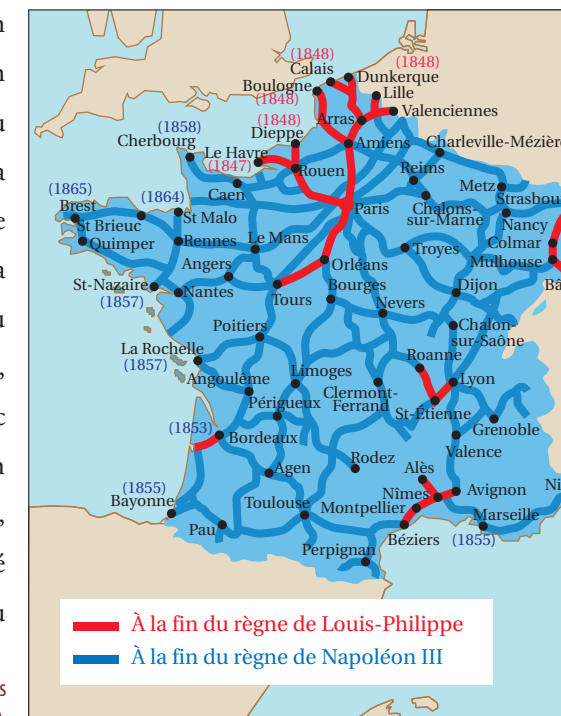 n
n
u
a
e
a
u
,
c
n
,
é
u
s
(1848)
Calais
(1848)
Dunkerque
Boulogne
Lille
(1848)
Valenciennes
(1848)
Arras
(1858)
Dieppe
Cherbourg
Le Havre
Amiens
Charleville-Mézière
(1847)
Rouen
Reims
(1865)
Caen
Metz
Brest
(1864)
Strasbou
St Malo
Paris
Chalons-
sur-Marne
St Brieuc
Nancy
Quimper
Rennes
Le Mans
Troyes
Colmar
Angers
Orléans
Mulhouse
St-Nazaire
Bourges
Dijon
Bâ
(1857)
Nantes
Tours
Nevers
Poitiers
Chalon-
sur-Saône
La Rochelle
Roanne
(1857)
Limoges
Lyon
Angoulême
Clermont-
Ferrand
Périgueux
St-Étienne
(1853)
Grenoble
Bordeaux
Valence
Rodez
Agen
Alès
(1855)
Nîmes
Avignon
Ni
Bayonne
Toulouse
Montpellier
Marseille
Pau
Béziers
(1855)
Perpignan
À la fin du règne de Louis-Philippe
À la fin du règne de Napoléon III